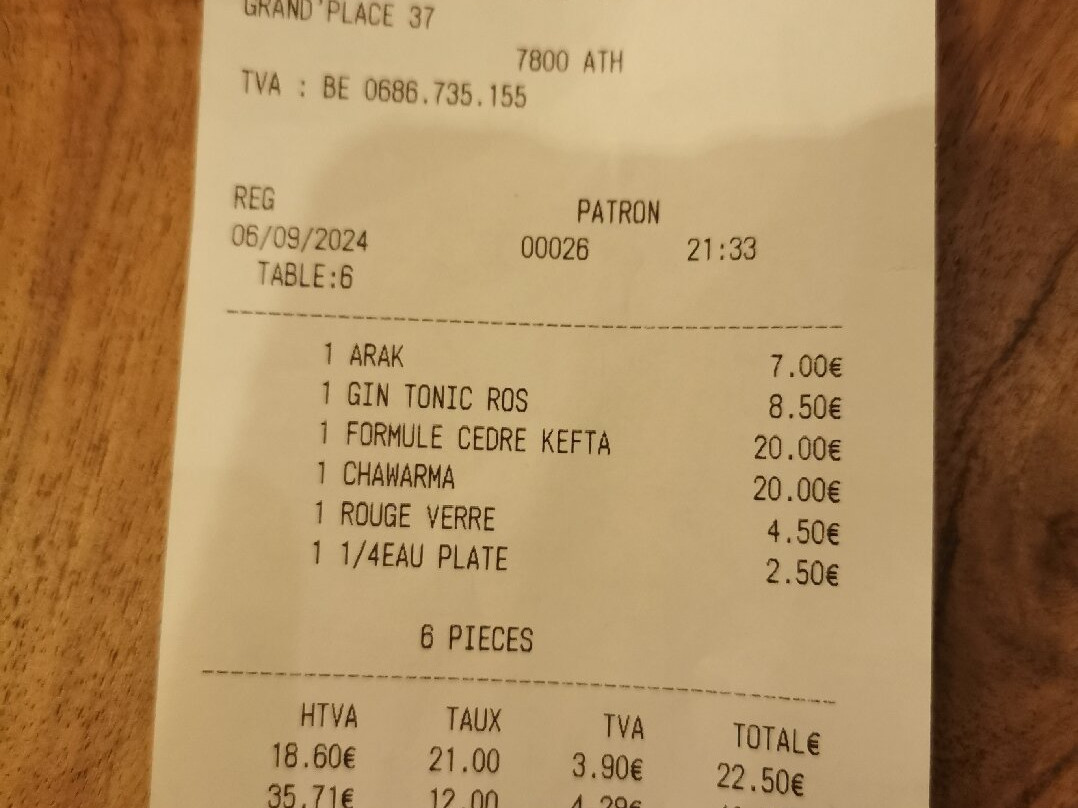 GRAND'PLACE 37
7800 ATH
TVA : BE 0686.735.155
REG PATRON
06/09/2024 00026 21:33
TABLE:6
1 ARAK 7.00€
1 GIN TONIC ROS 8.50€
1 FORMULE CEDRE KEFTA 20.00€
1 CHAWARMA 20.00€
1 ROUGE VERRE 4.50€
1 1/4EAU PLATE 2.50€
6 PIECES
HTVA TAUX TVA TOTAL€
18.60€ 21.00 3.90€ 22.50€
35.71€ 12.00 4.29€